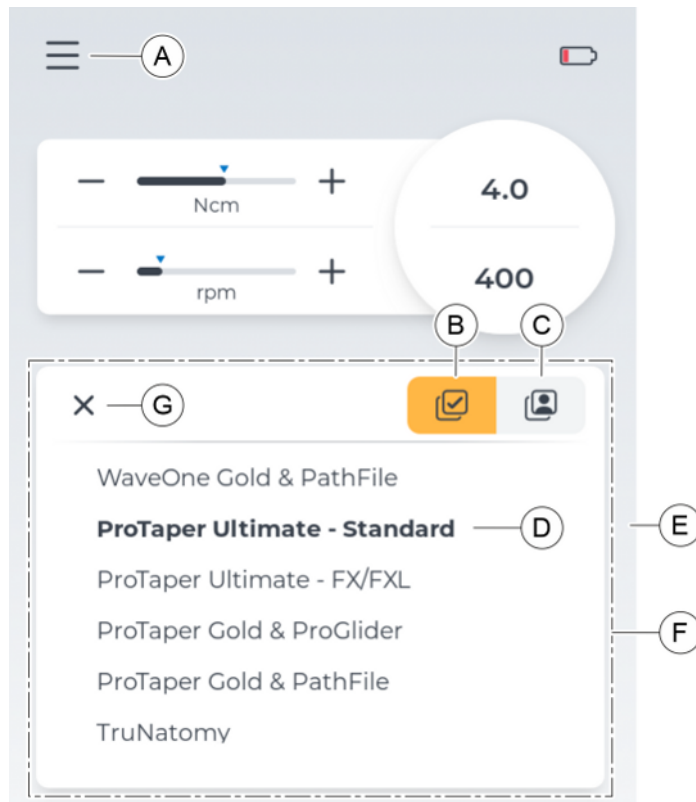 A
Ncm
4.0
rpm
400
B
C
G
WaveOne Gold & PathFile
ProTaper Ultimate - Standard
D
E
ProTaper Ultimate - FX/FXL
ProTaper Gold & ProGlider
F
ProTaper Gold & PathFile
TruNatomy